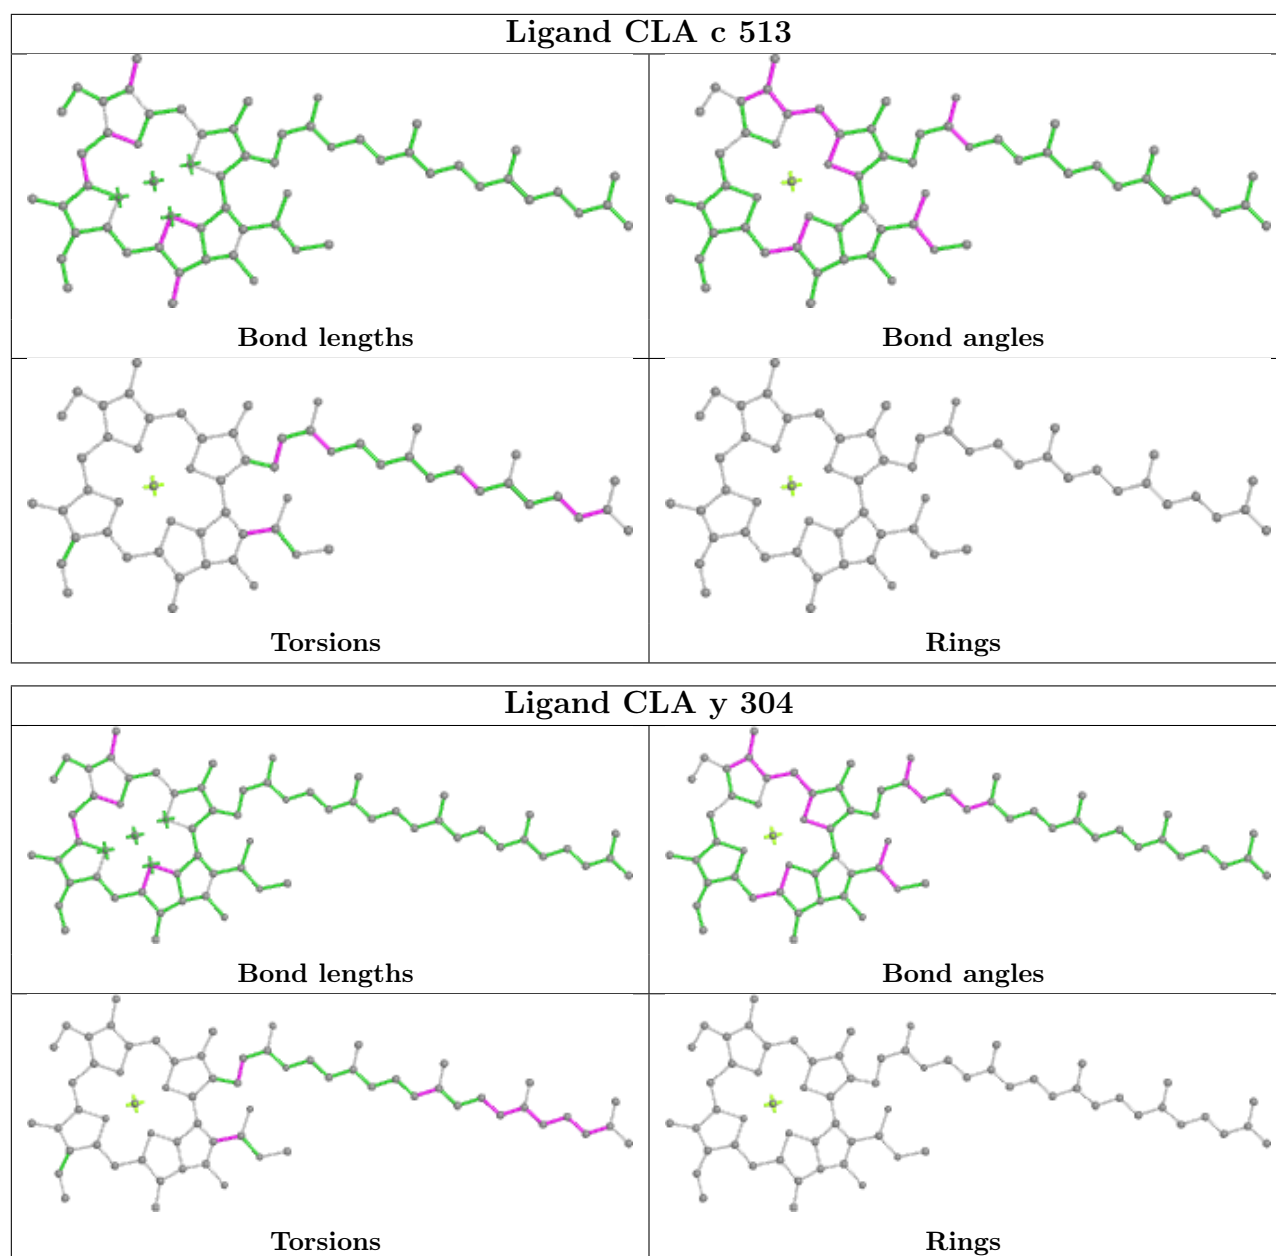 Ligand CLA c 513
Bond lengths
Bond angles
Torsions
Rings
Ligand CLA y 304
Bond lengths
Bond angles
Torsions
Rings